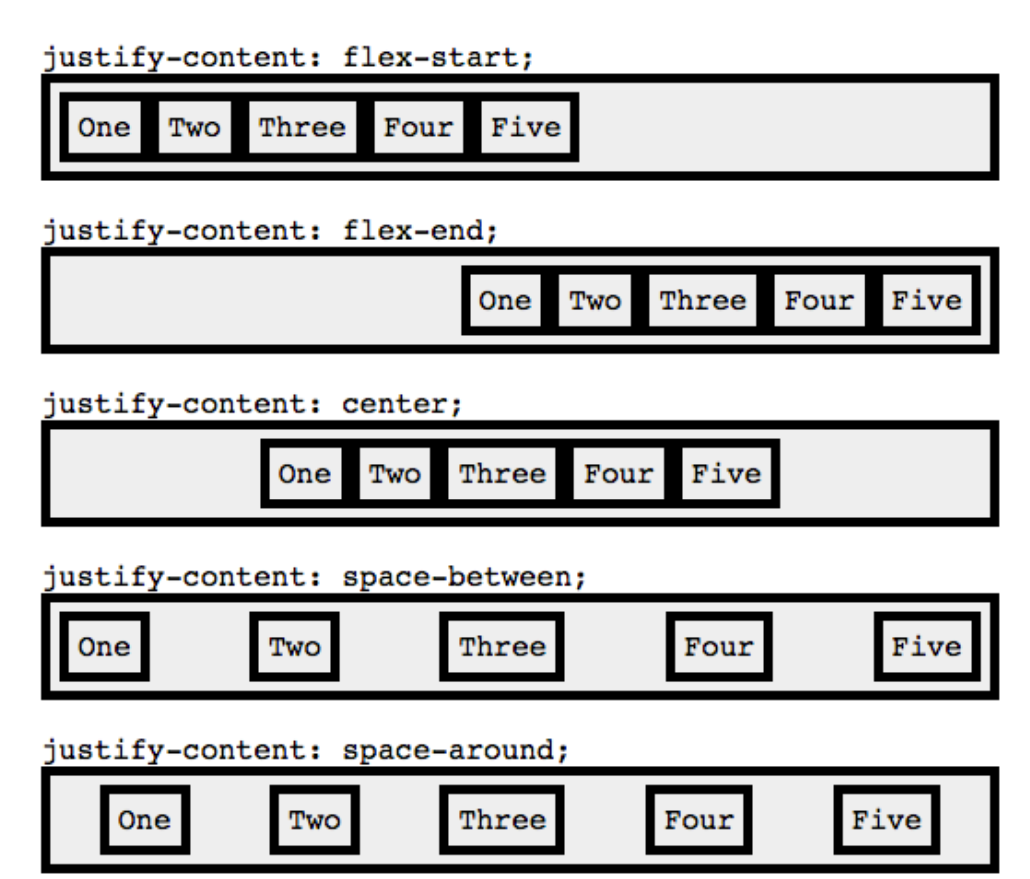 justify-content: flex-start;
One Two Three Four Five
justify-content: flex-end;
One Two Three Four Five
justify-content: center;
One Two Three Four Five
justify-content: space-between;
One Two Three Four Five
justify-content: space-around;
One Two Three Four Five